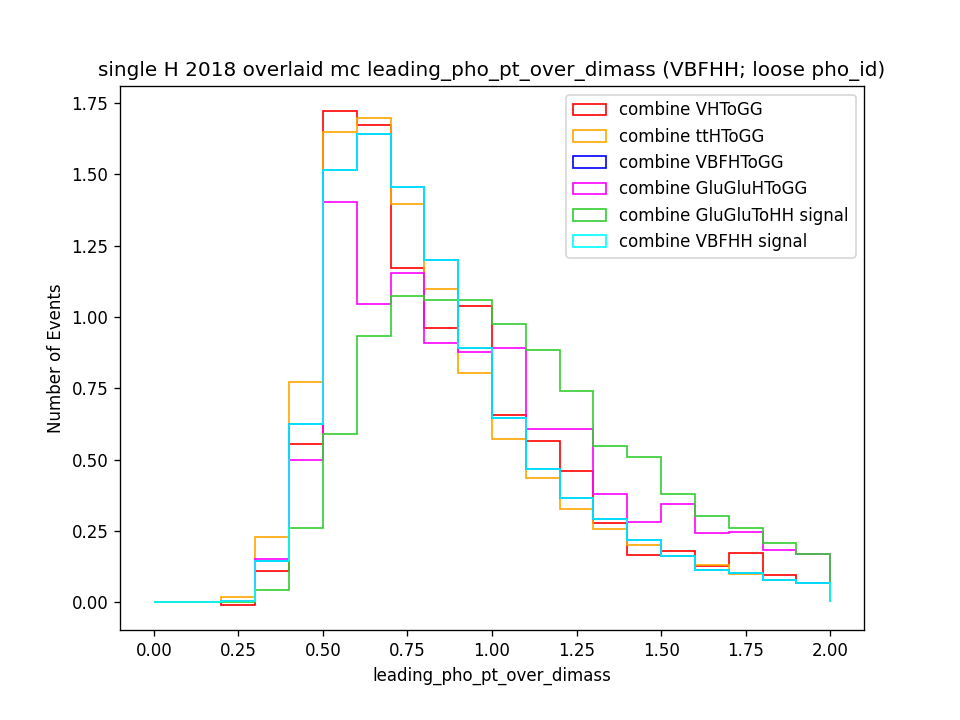 single H 2018 overlaid mc leading_pho_pt_over_dimass (VBFHH; loose pho_id)
combine VHToGG
combine ttHToGG
combine VBFHToGG
combine GluGluHToGG
combine GluGluToHH signal
combine VBFHH signal
Number of Events
1.75
1.50
1.25
1.00
0.75
0.50
0.25
0.00
0.00 0.25 0.50 0.75 1.00 1.25 1.50 1.75 2.00
leading_pho_pt_over_dimass